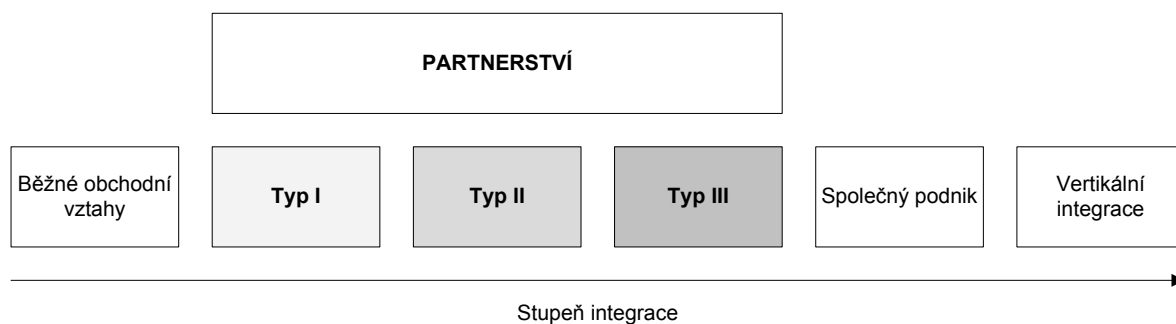 PARTNERSTVÍ
Běžné obchodní
vztahy
Typ I
Typ II
Typ III
Společný podnik
Vertikální
integrace
Stupeň integrace